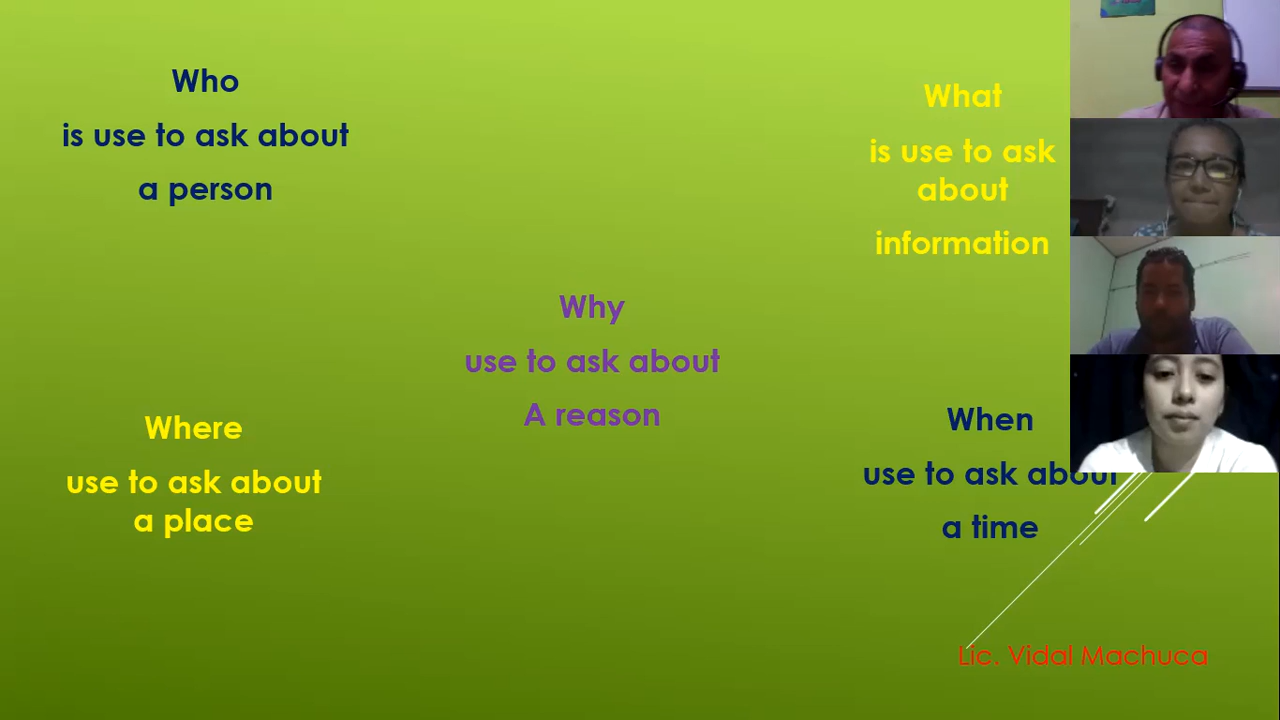 Who
is use to ask about
a person
What
is use to ask
about
information
Why
use to ask about
A reason
Where
use to ask about
a place
When
use to ask about
a time
Lic. Vidal Machuca